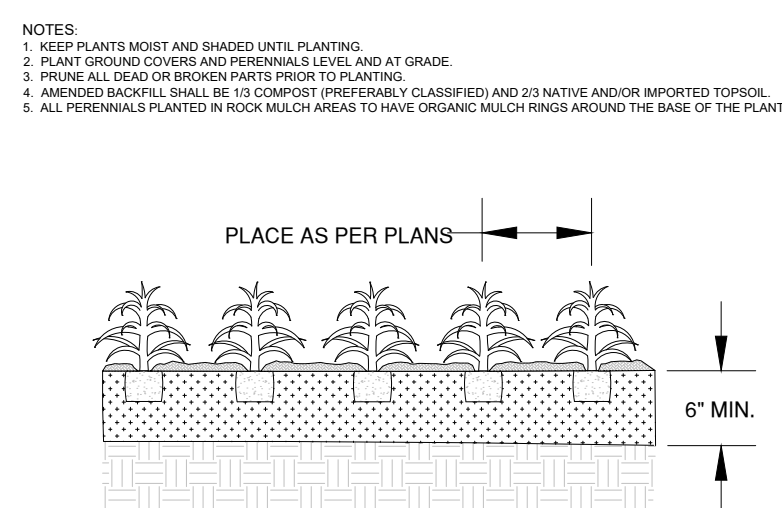 NOTES:
1. KEEP PLANTS MOIST AND SHADED UNTIL PLANTING.
2. PLANT GROUND COVERS AND PERENNIALS LEVEL AND AT GRADE.
3. PRUNE ALL DEAD OR BROKEN PARTS PRIOR TO PLANTING.
4. AMENDED BACKFILL SHALL BE 1/3 COMPOST (PREFERABLY CLASSIFIED) AND 2/3 NATIVE AND/OR IMPORTED TOPSOIL.
5. ALL PERENNIALS PLANTED IN ROCK MULCH AREAS TO HAVE ORGANIC MULCH RINGS AROUND THE BASE OF THE PLANT
PLACE AS PER PLANS
6" MIN.